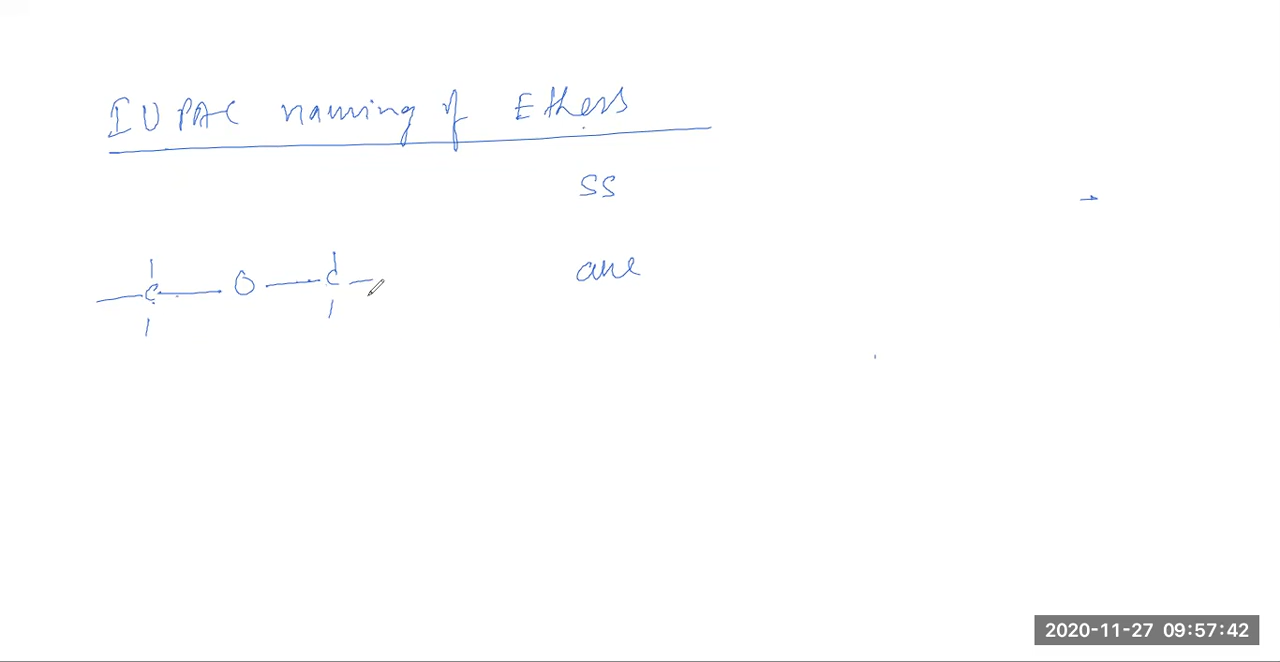 IUPAC naming of Ethers
SS
C O C
ane
2020-11-27 09:57:42